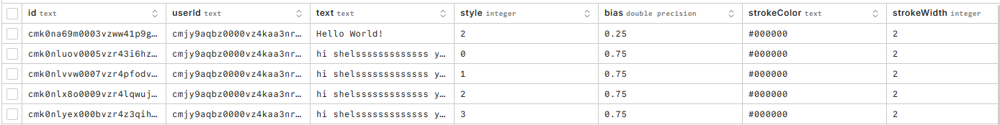 id text userId text text text style integer bias double precision strokeColor text strokeWidth integer
cmk0na69m0003vzww41p9g… cmjy9aqbz0000vz4kaa3nr… Hello World! 2 0.25 #000000 2
cmk0nluov0005vzr43i6hz… cmjy9aqbz0000vz4kaa3nr… hi shelsssssssssssss y… 0 0.75 #000000 2
cmk0nlvvw0007vzr4pfodv… cmjy9aqbz0000vz4kaa3nr… hi shelsssssssssssss y… 1 0.75 #000000 2
cmk0nlx8o0009vzr4lqwuj… cmjy9aqbz0000vz4kaa3nr… hi shelsssssssssssss y… 2 0.75 #000000 2
cmk0nlyex000bvzr4z3qih… cmjy9aqbz0000vz4kaa3nr… hi shelsssssssssssss y… 3 0.75 #000000 2